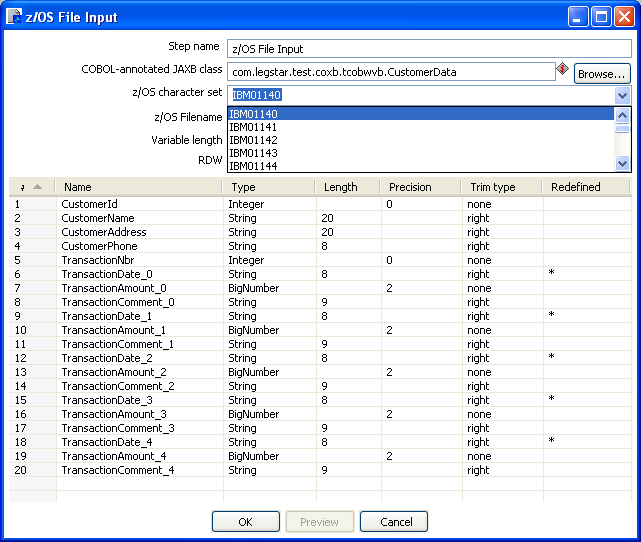 z/OS File Input
Step name z/OS File Input
COBOL-annotated JAXB class com.legstar.test.coxb.tcobwvb.CustomerData Browse...
z/OS character set IBM01140
z/OS Filename IBM01140
IBM01141
Variable length IBM01142
RDW IBM01143
IBM01144
# Name Type Length Precision Trim type Redefined
1 CustomerId Integer 0 none
2 CustomerName String 20 right
3 CustomerAddress String 20 right
4 CustomerPhone String 8 right
5 TransactionNbr Integer 0 none
6 TransactionDate_0 String 8 right *
7 TransactionAmount_0 BigNumber 2 none
8 TransactionComment_0 String 9 right
9 TransactionDate_1 String 8 right *
10 TransactionAmount_1 BigNumber 2 none
11 TransactionComment_1 String 9 right
12 TransactionDate_2 String 8 right *
13 TransactionAmount_2 BigNumber 2 none
14 TransactionComment_2 String 9 right
15 TransactionDate_3 String 8 right *
16 TransactionAmount_3 BigNumber 2 none
17 TransactionComment_3 String 9 right
18 TransactionDate_4 String 8 right *
19 TransactionAmount_4 BigNumber 2 none
20 TransactionComment_4 String 9 right
OK Preview Cancel